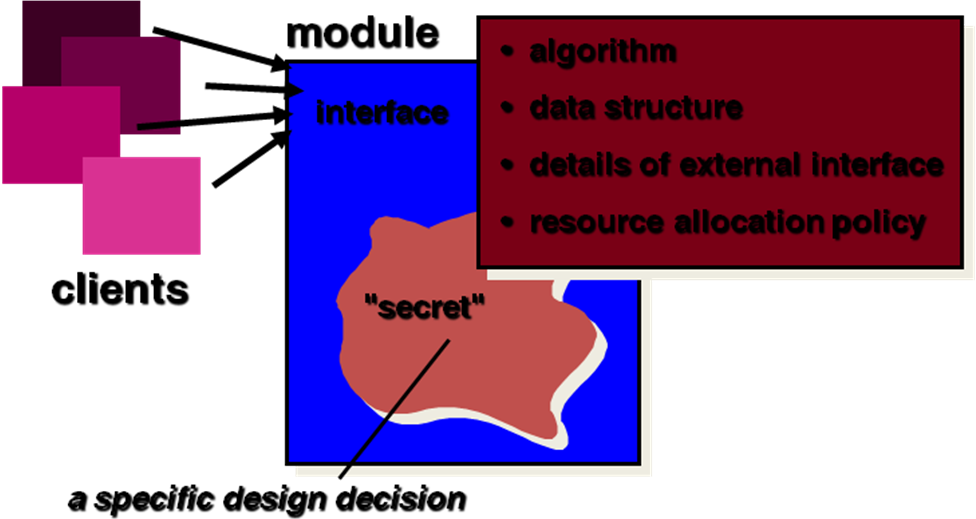 module
• algorithm
• data structure
• details of external interface
• resource allocation policy
interface
clients
"secret"
a specific design decision